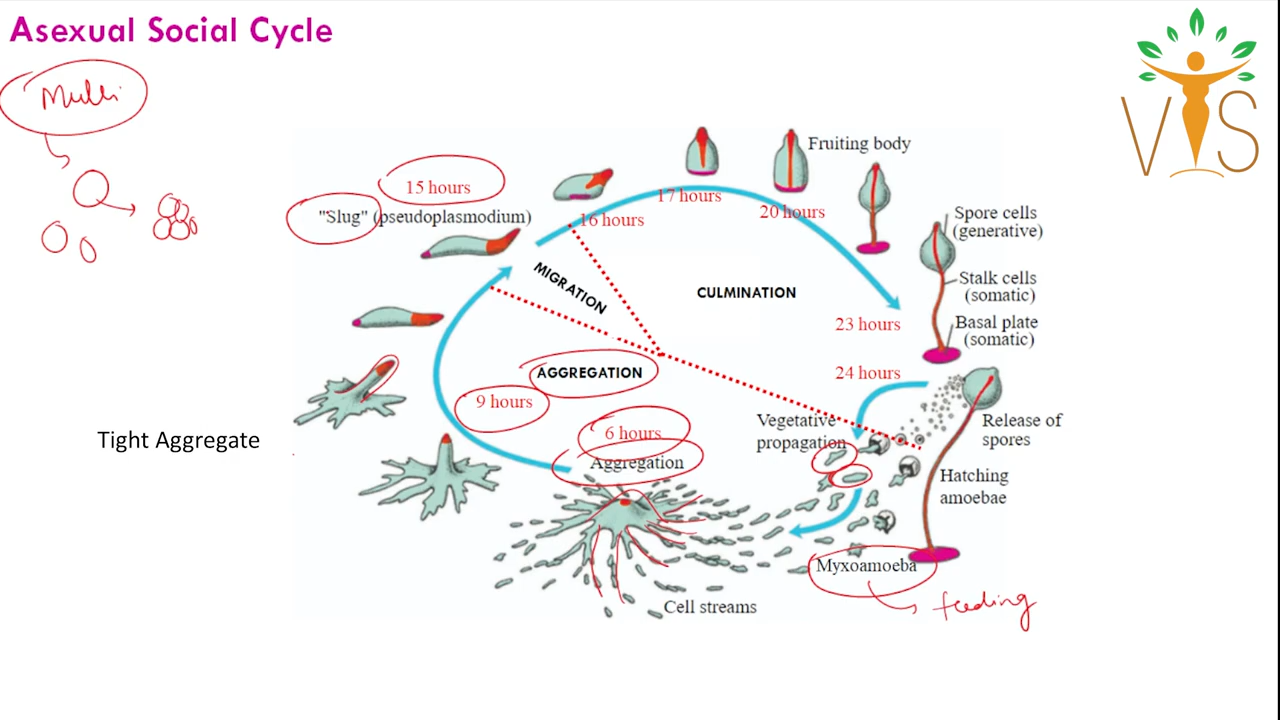 Asexual Social Cycle
Multi
15 hours
"Slug" (pseudoplasmodium)
16 hours
17 hours
20 hours
Fruiting body
Spore cells
(generative)
Stalk cells
(somatic)
Basal plate
(somatic)
MIGRATION
CULMINATION
23 hours
24 hours
AGGREGATION
9 hours
6 hours
Aggregation
Tight Aggregate
Vegetative
propagation
Release of
spores
Hatching
amoebae
Myxoamoeba
feeding
Cell streams
V S